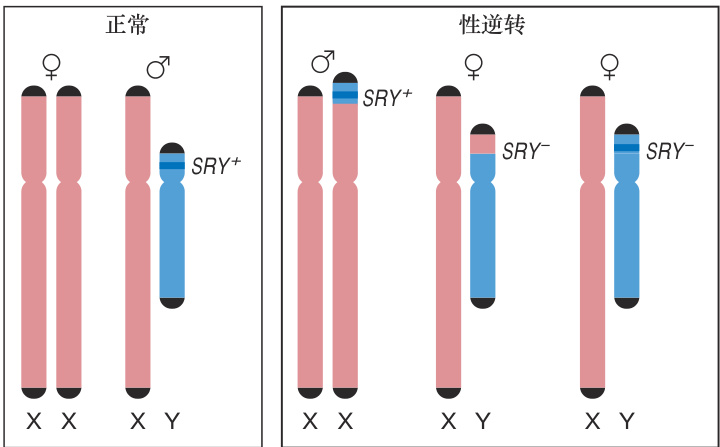 正常
性逆转
♀
♂
♂
♀
♀
SRY⁺
SRY⁺
SRY⁻
SRY⁻
X X
X Y
X X
X Y
X Y